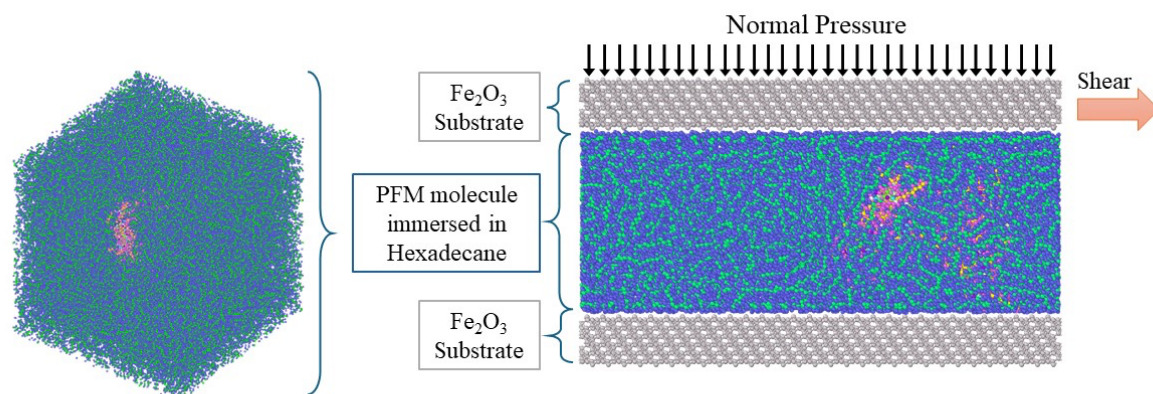 Normal Pressure
Fe₂O₃
Substrate
Shear
PFM molecule
immersed in
Hexadecane
Fe₂O₃
Substrate